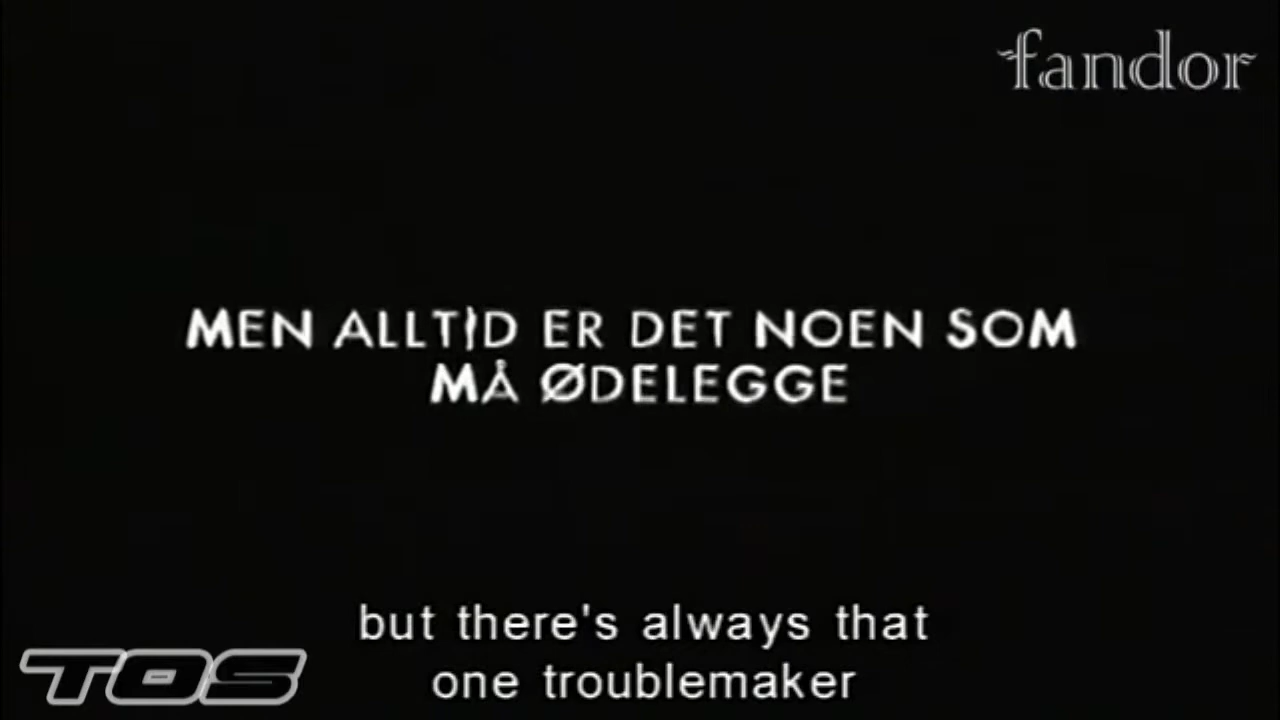 fandor
MEN ALLTID ER DET NOEN SOM
MÅ ØDELEGGE
but there's always that
one troublemaker
TOS